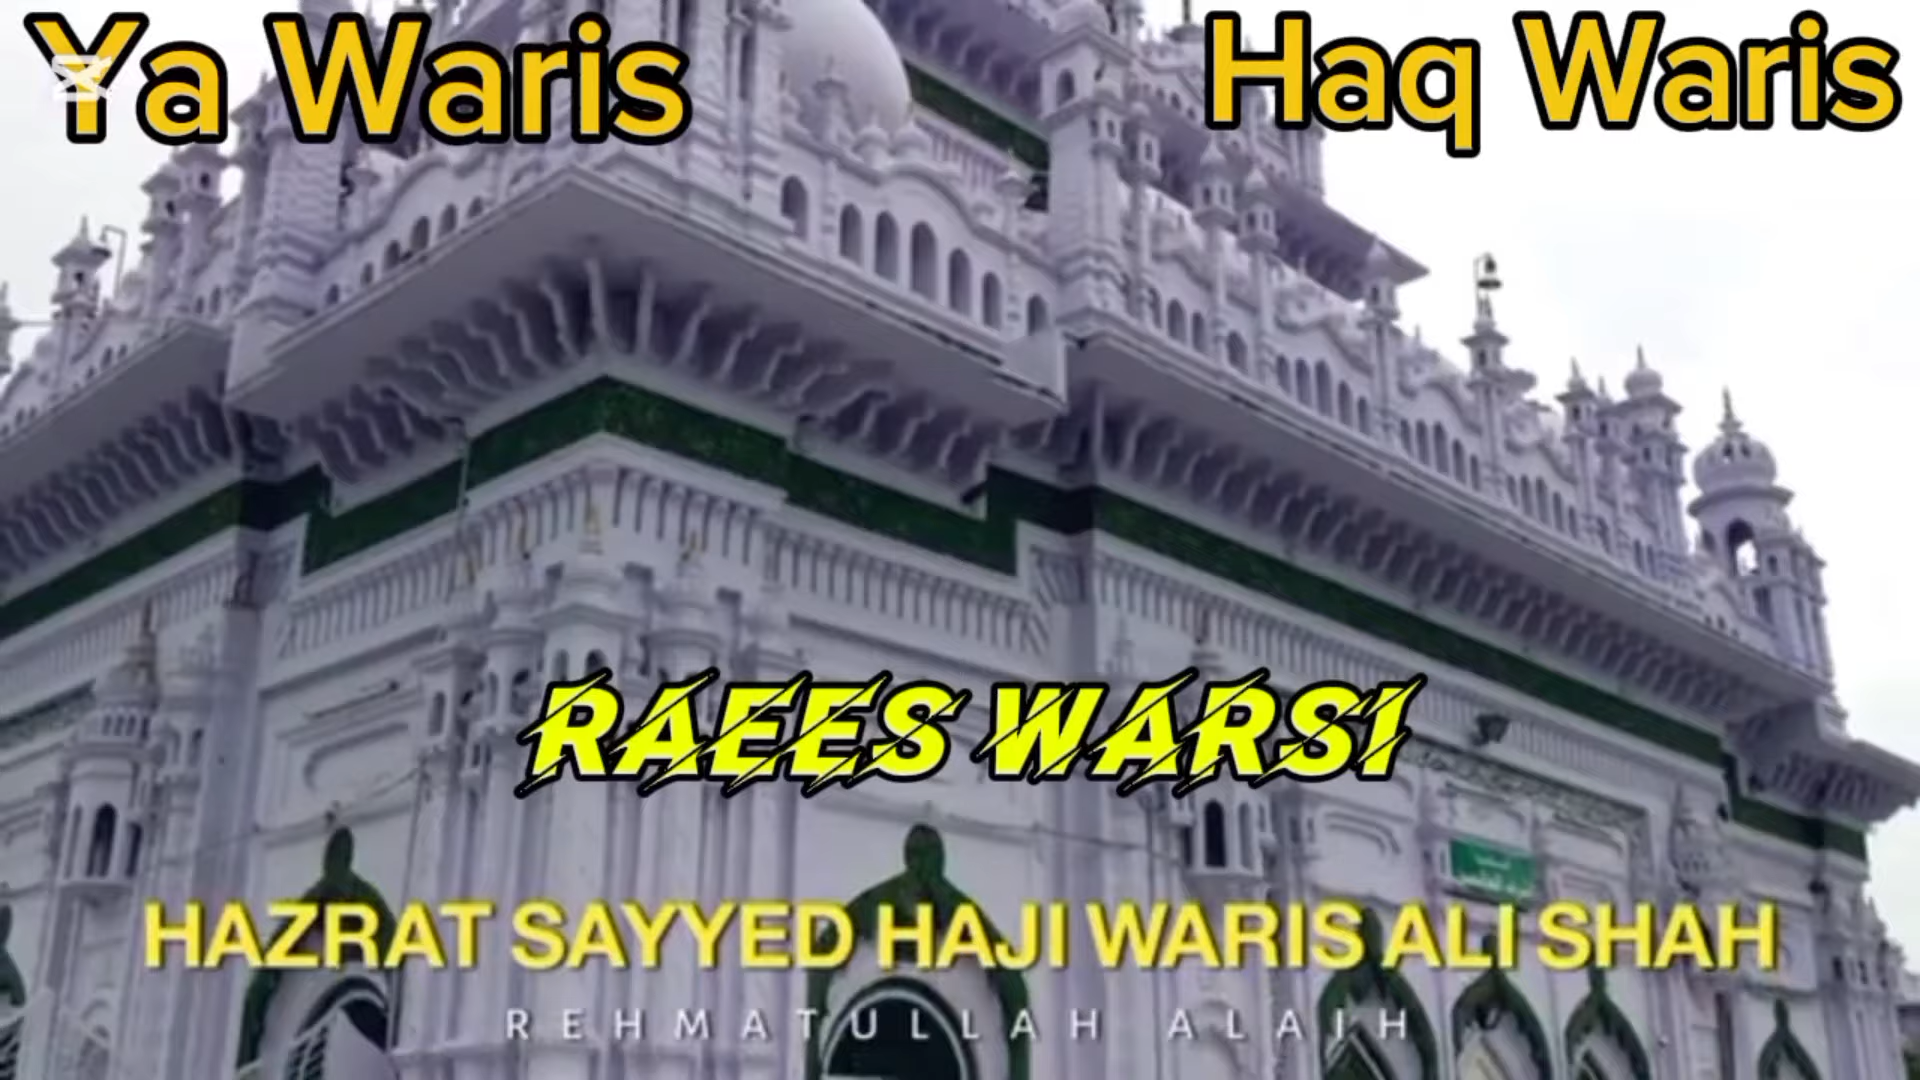 Ya Waris
Haq Waris
RAEES WARSI
HAZRAT SAYYED HAJI WARIS ALI SHAH
REHMATULLAH ALAIH